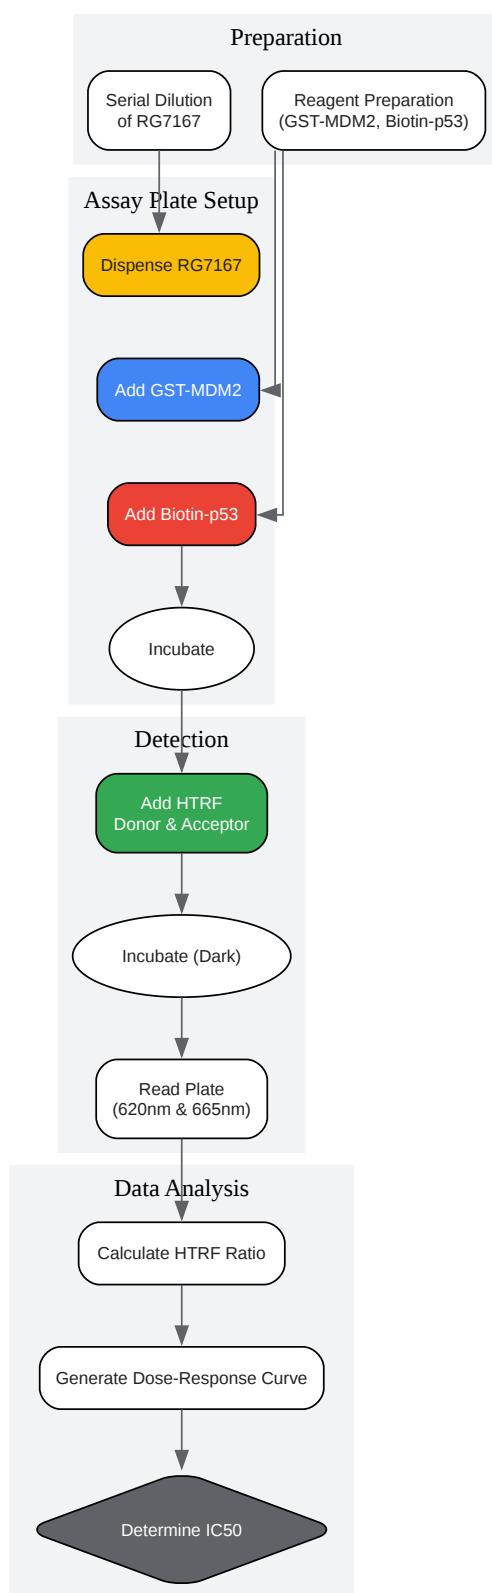 Preparation
Serial Dilution
of RG7167
Reagent Preparation
(GST-MDM2, Biotin-p53)
Assay Plate Setup
Dispense RG7167
Add GST-MDM2
Add Biotin-p53
Incubate
Detection
Add HTRF
Donor & Acceptor
Incubate (Dark)
Read Plate
(620nm & 665nm)
Data Analysis
Calculate HTRF Ratio
Generate Dose-Response Curve
Determine IC50